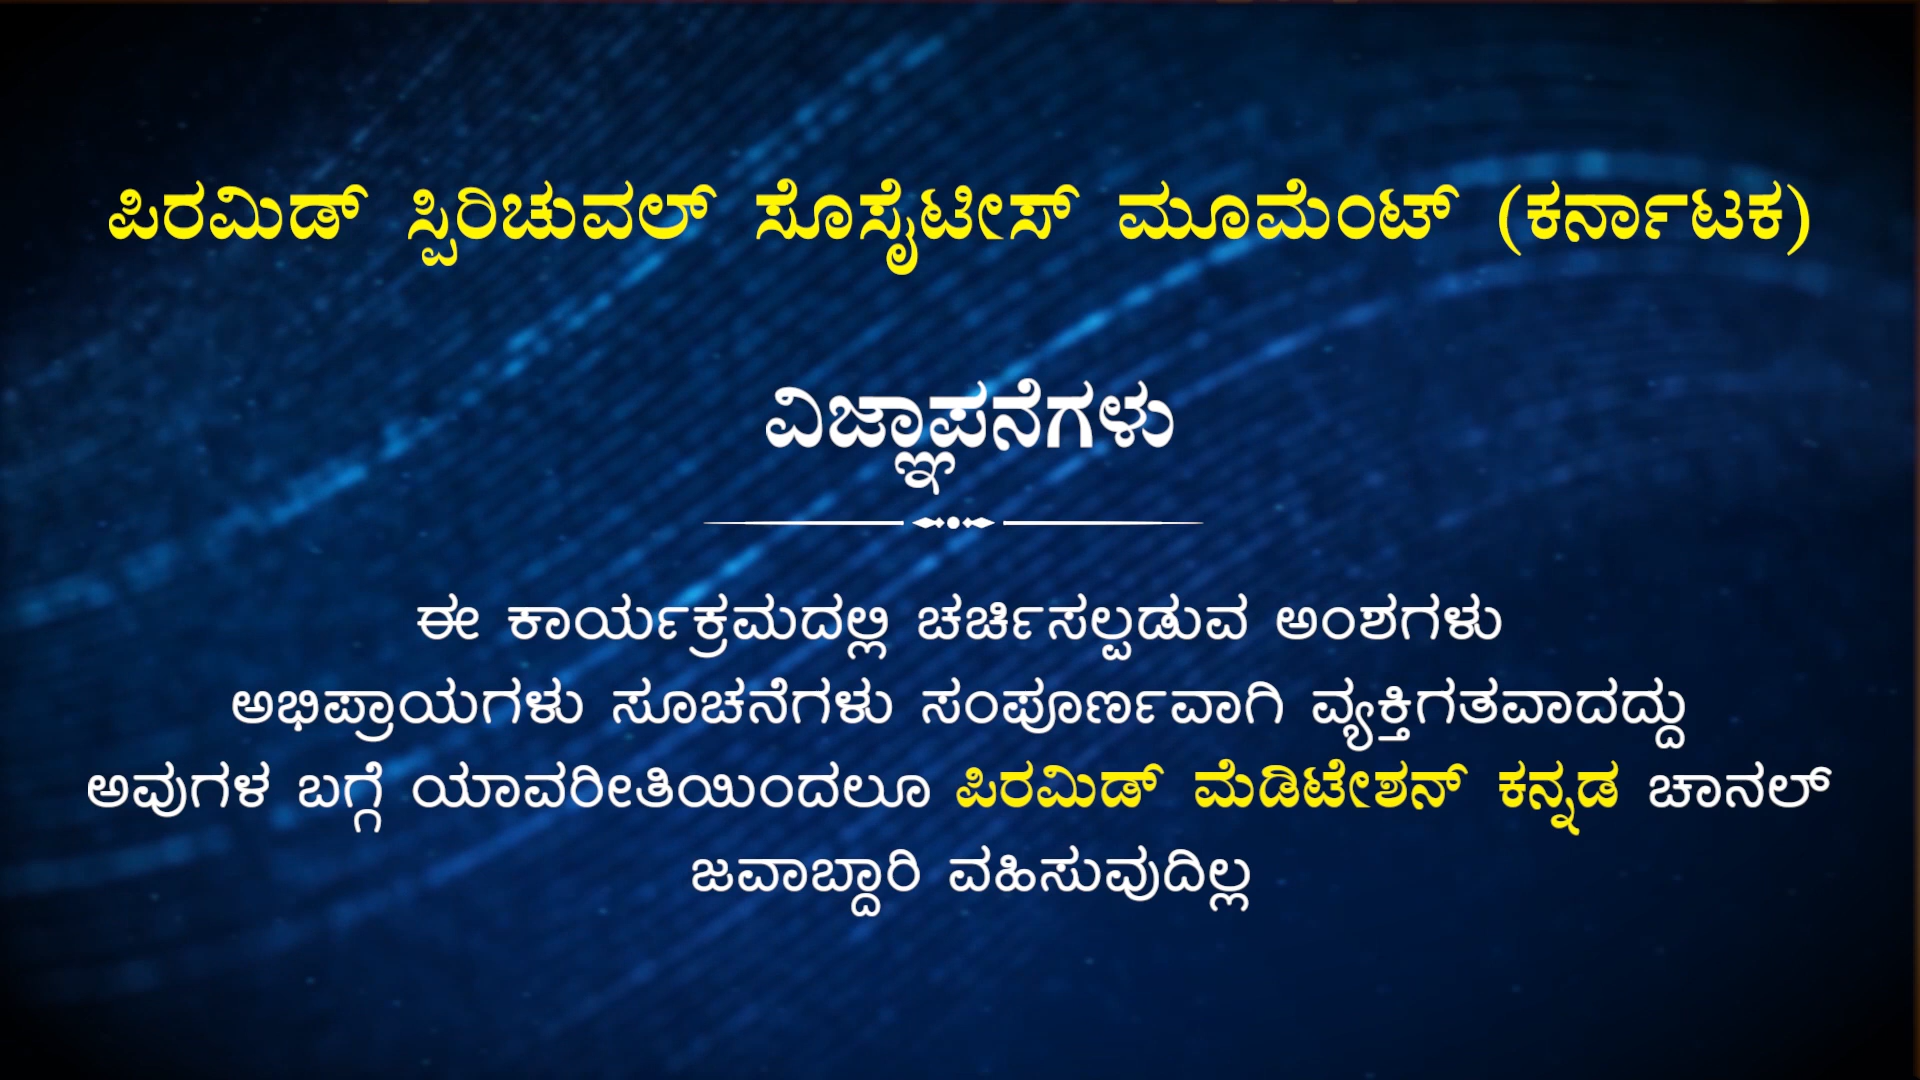 ಪಿರಮಿಡ್ ಸ್ಪಿರಿಚುವಲ್ ಸೊಸೈಟೀಸ್ ಮೂಮೆಂಟ್ (ಕರ್ನಾಟಕ)
ವಿಜ್ಞಾಪನೆಗಳು
ಈ ಕಾರ್ಯಕ್ರಮದಲ್ಲಿ ಚರ್ಚಿಸಲ್ಪಡುವ ಅಂಶಗಳು
ಅಭಿಪ್ರಾಯಗಳು ಸೂಚನೆಗಳು ಸಂಪೂರ್ಣವಾಗಿ ವ್ಯಕ್ತಿಗತವಾದದ್ದು
ಅವುಗಳ ಬಗ್ಗೆ ಯಾವರೀತಿಯಿಂದಲೂ ಪಿರಮಿಡ್ ಮೆಡಿಟೇಶನ್ ಕನ್ನಡ ಚಾನಲ್
ಜವಾಬ್ದಾರಿ ವಹಿಸುವುದಿಲ್ಲ